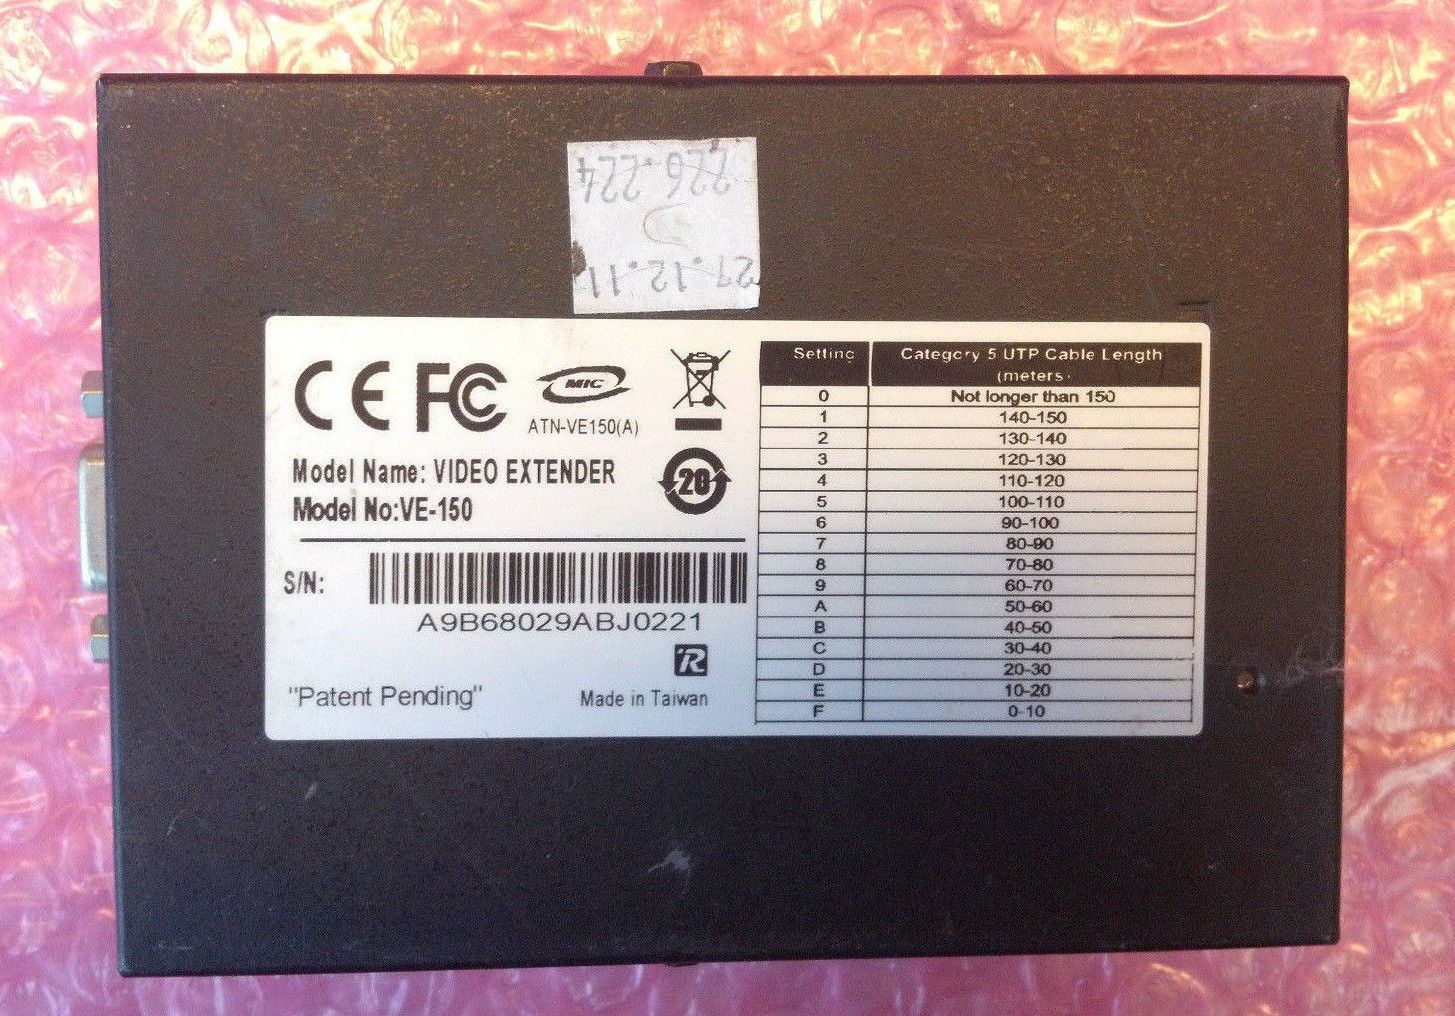 27.12.11
226.224
CE FC
MIC
ATN-VE150(A)
Model Name: VIDEO EXTENDER
20
Model No:VE-150
S/N:
A9B68029ABJ0221
R
"Patent Pending"
Made in Taiwan
Setting Category 5 UTP Cable Length
(meters)
0 Not longer than 150
1 140-150
2 130-140
3 120-130
4 110-120
5 100-110
6 90-100
7 80-90
8 70-80
9 60-70
A 50-60
B 40-50
C 30-40
D 20-30
E 10-20
F 0-10